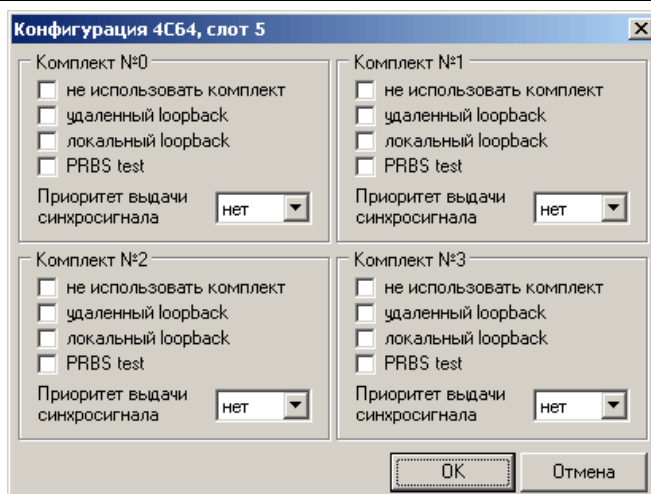 Конфигурация 4С64, слот 5
Комплект №0
не использовать комплект
удаленный loopback
локальный loopback
PRBS test
Приоритет выдачи
синхросигнала
нет
Комплект №1
не использовать комплект
удаленный loopback
локальный loopback
PRBS test
Приоритет выдачи
синхросигнала
нет
Комплект №2
не использовать комплект
удаленный loopback
локальный loopback
PRBS test
Приоритет выдачи
синхросигнала
нет
Комплект №3
не использовать комплект
удаленный loopback
локальный loopback
PRBS test
Приоритет выдачи
синхросигнала
нет
OK
Отмена